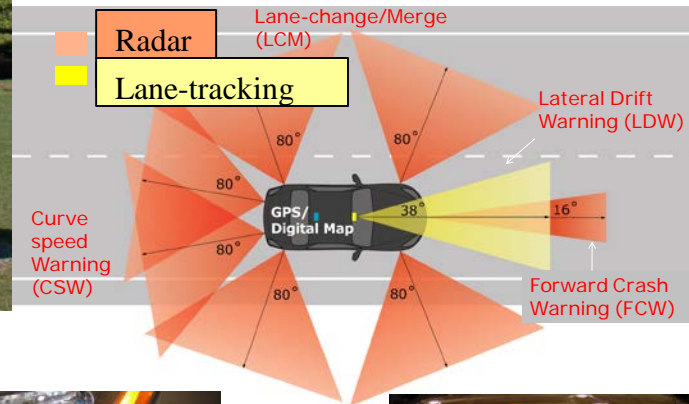 Lane-change/Merge
(LCM)
Radar
Lane-tracking
Lateral Drift
Warning (LDW)
80°
80°
80°
GPS/
Digital Map
38°
16°
Curve
speed
Warning
(CSW)
80°
80°
80°
Forward Crash
Warning (FCW)